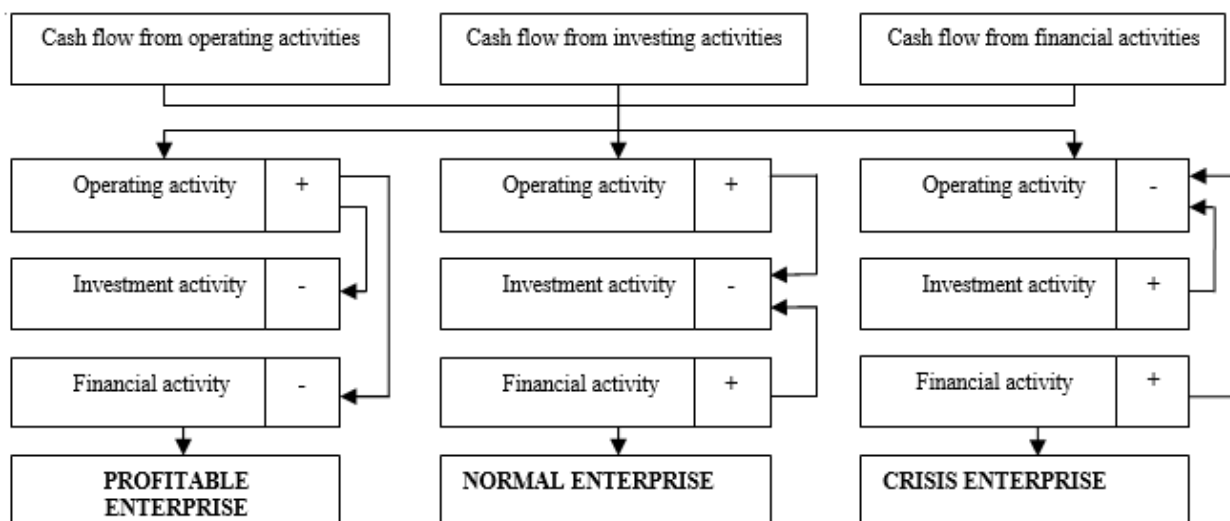 Cash flow from operating activities
Cash flow from investing activities
Cash flow from financial activities
Operating activity +
Operating activity +
Operating activity -
Investment activity -
Investment activity -
Investment activity +
Financial activity -
Financial activity +
Financial activity +
PROFITABLE
ENTERPRISE
NORMAL ENTERPRISE
CRISIS ENTERPRISE